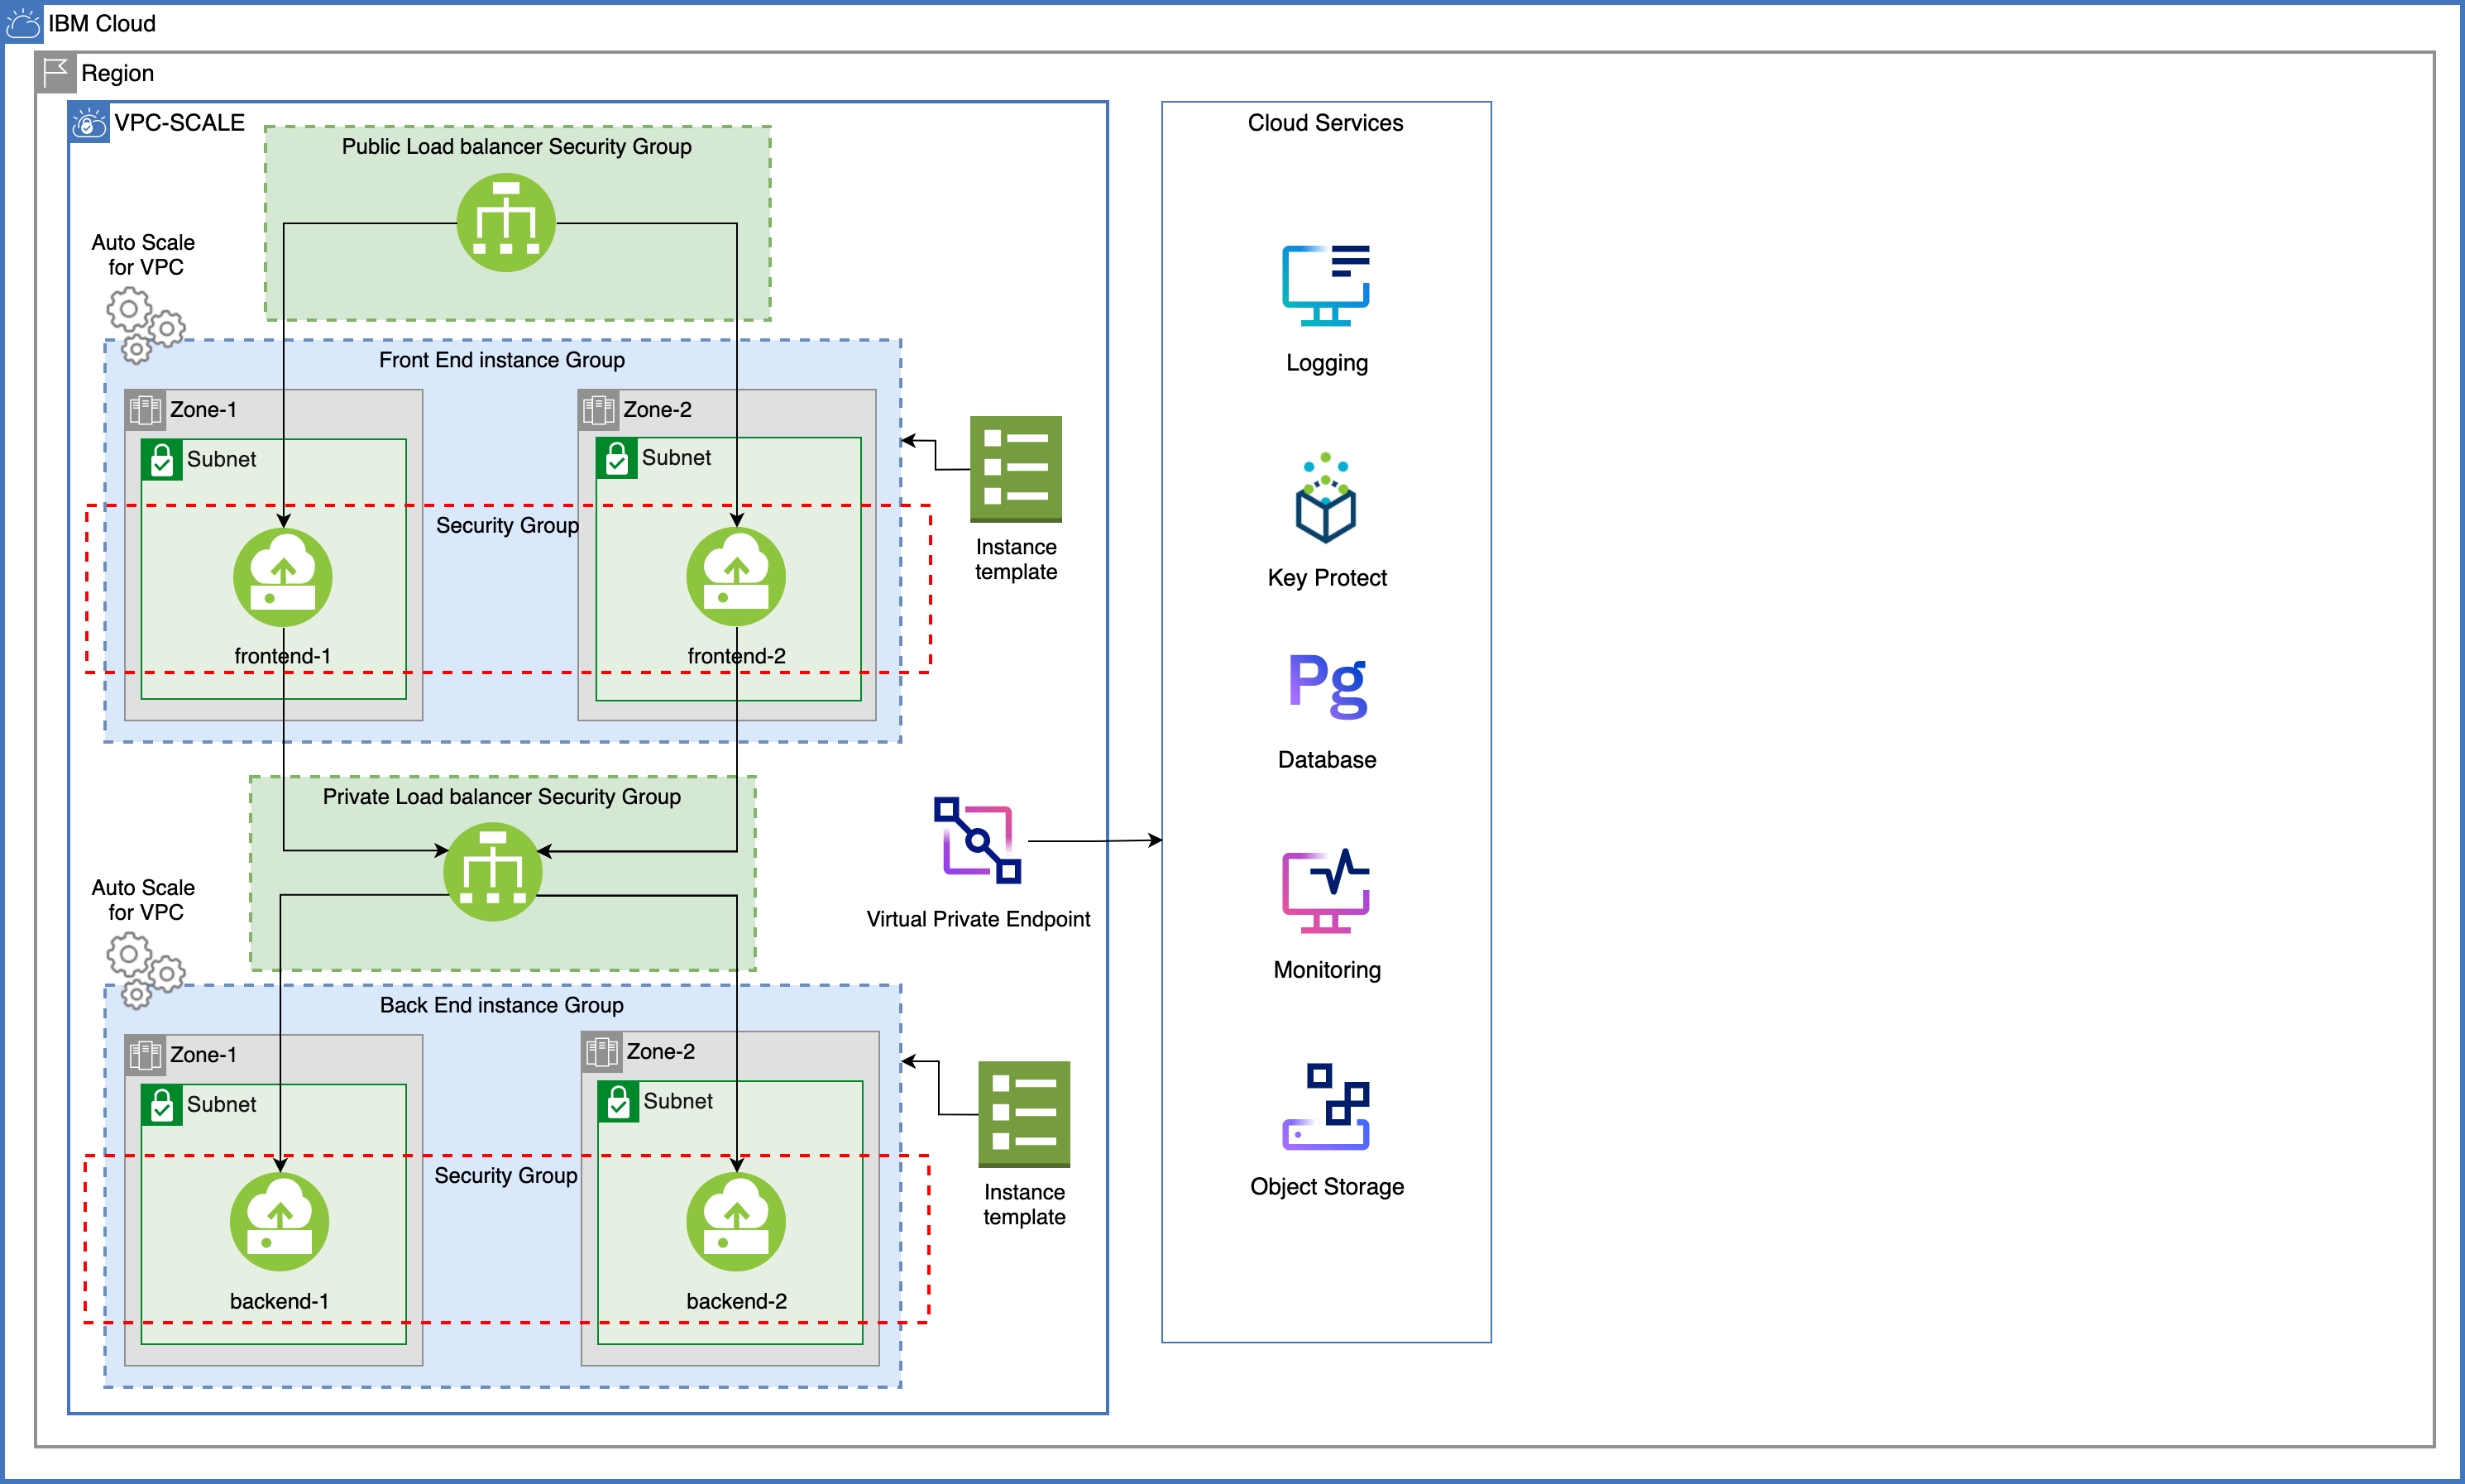 IBM Cloud
Region
VPC-SCALE
Public Load balancer Security Group
Auto Scale
for VPC
Front End instance Group
Zone-1
Subnet
Zone-2
Subnet
Security Group
frontend-1
frontend-2
Instance
template
Private Load balancer Security Group
Auto Scale
for VPC
Virtual Private Endpoint
Back End instance Group
Zone-1
Subnet
Zone-2
Subnet
Security Group
backend-1
backend-2
Instance
template
Cloud Services
Logging
Key Protect
Pg
Database
Monitoring
Object Storage